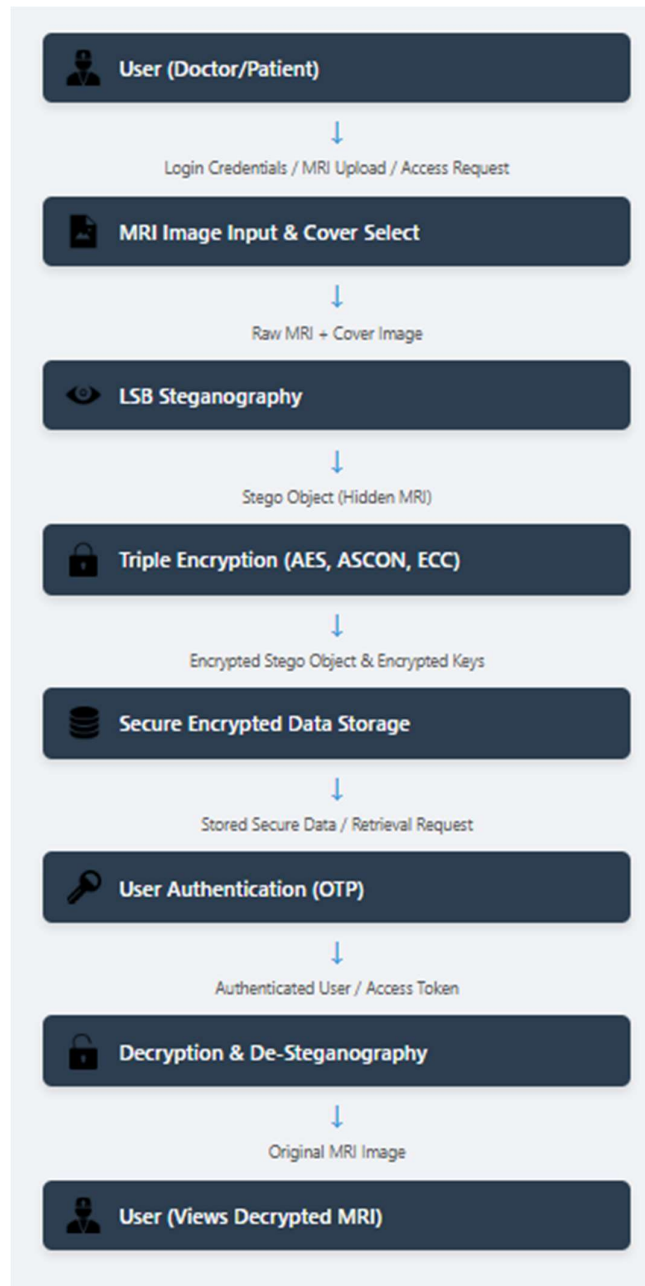 User (Doctor/Patient)
Login Credentials / MRI Upload / Access Request
MRI Image Input & Cover Select
Raw MRI + Cover Image
LSB Steganography
Stego Object (Hidden MRI)
Triple Encryption (AES, ASCON, ECC)
Encrypted Stego Object & Encrypted Keys
Secure Encrypted Data Storage
Stored Secure Data / Retrieval Request
User Authentication (OTP)
Authenticated User / Access Token
Decryption & De-Steganography
Original MRI Image
User (Views Decrypted MRI)